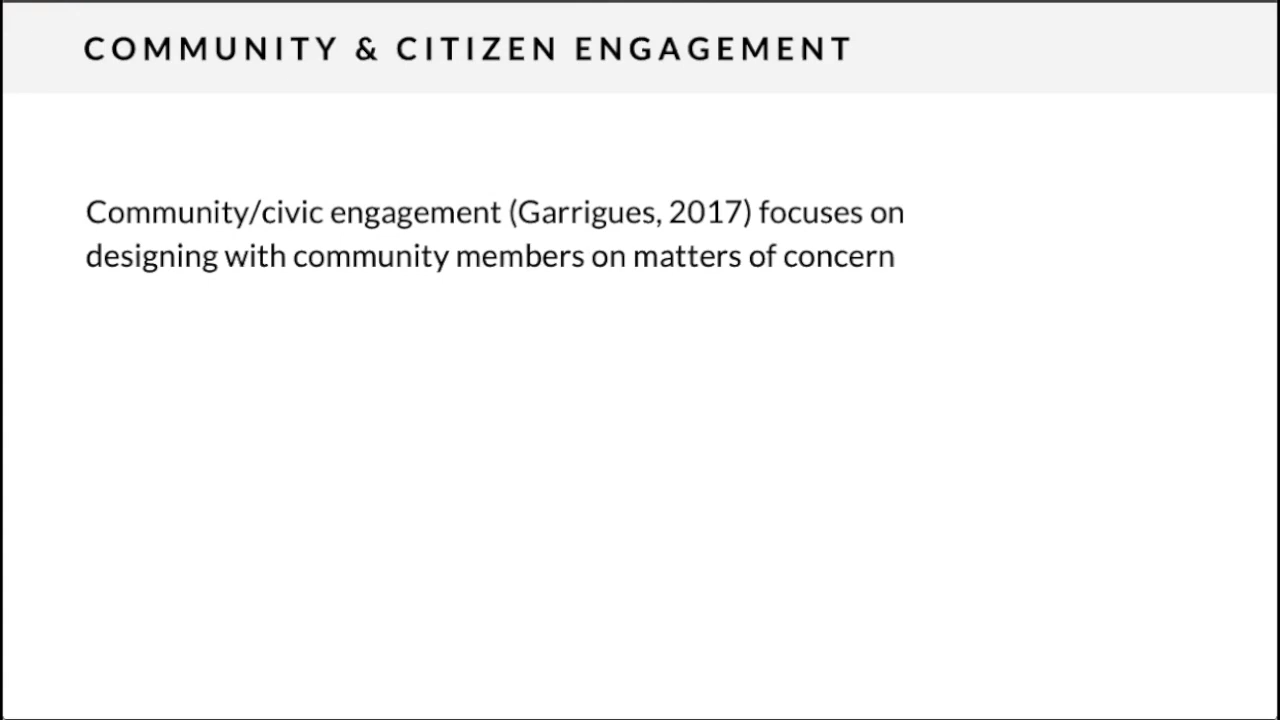 COMMUNITY & CITIZEN ENGAGEMENT
Community/civic engagement (Garrigues, 2017) focuses on
designing with community members on matters of concern